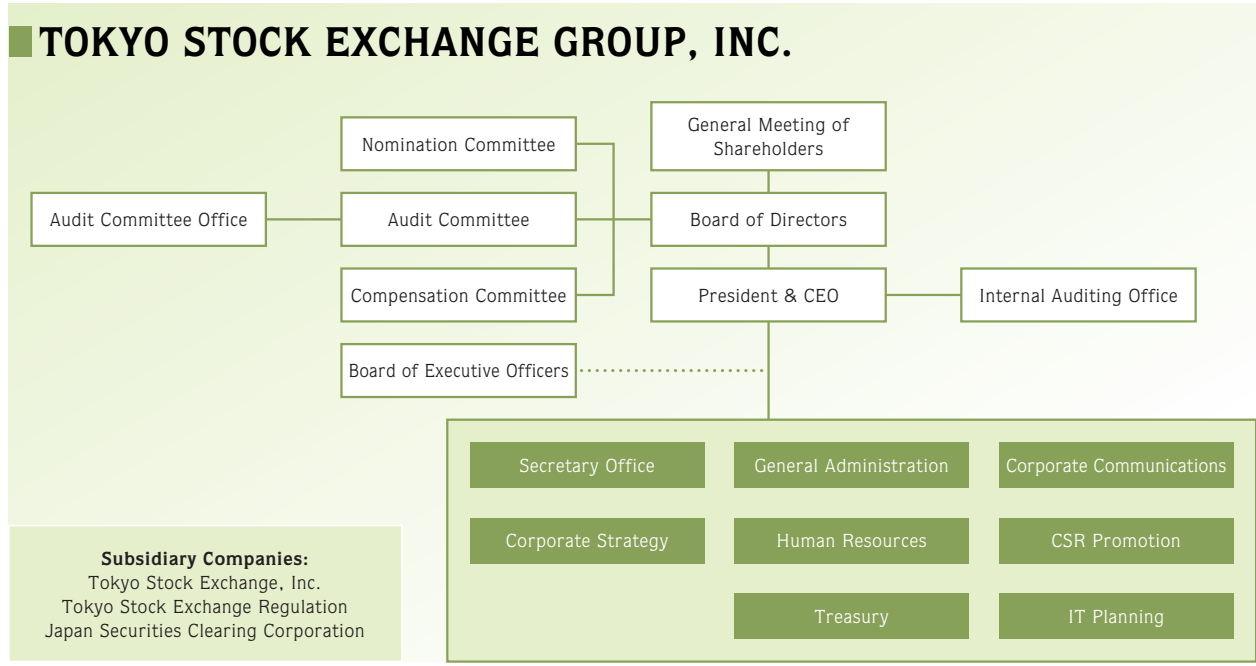 TOKYO STOCK EXCHANGE GROUP, INC.
Nomination Committee
General Meeting of
Shareholders
Audit Committee Office
Audit Committee
Board of Directors
Compensation Committee
President & CEO
Internal Auditing Office
Board of Executive Officers
Secretary Office
General Administration
Corporate Communications
Corporate Strategy
Human Resources
CSR Promotion
Treasury
IT Planning
Subsidiary Companies:
Tokyo Stock Exchange, Inc.
Tokyo Stock Exchange Regulation
Japan Securities Clearing Corporation